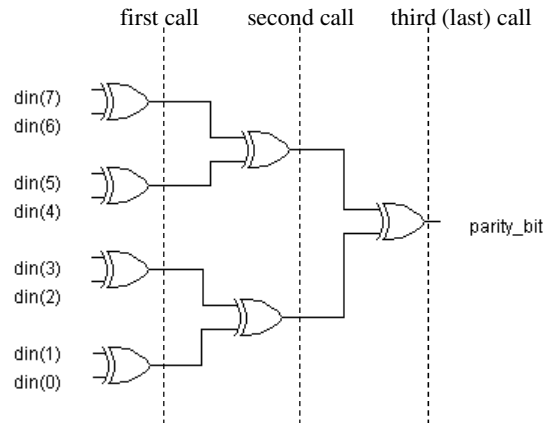 first call second call third (last) call
din(7)
din(6)
din(5)
din(4)
din(3)
din(2)
din(1)
din(0)
parity_bit